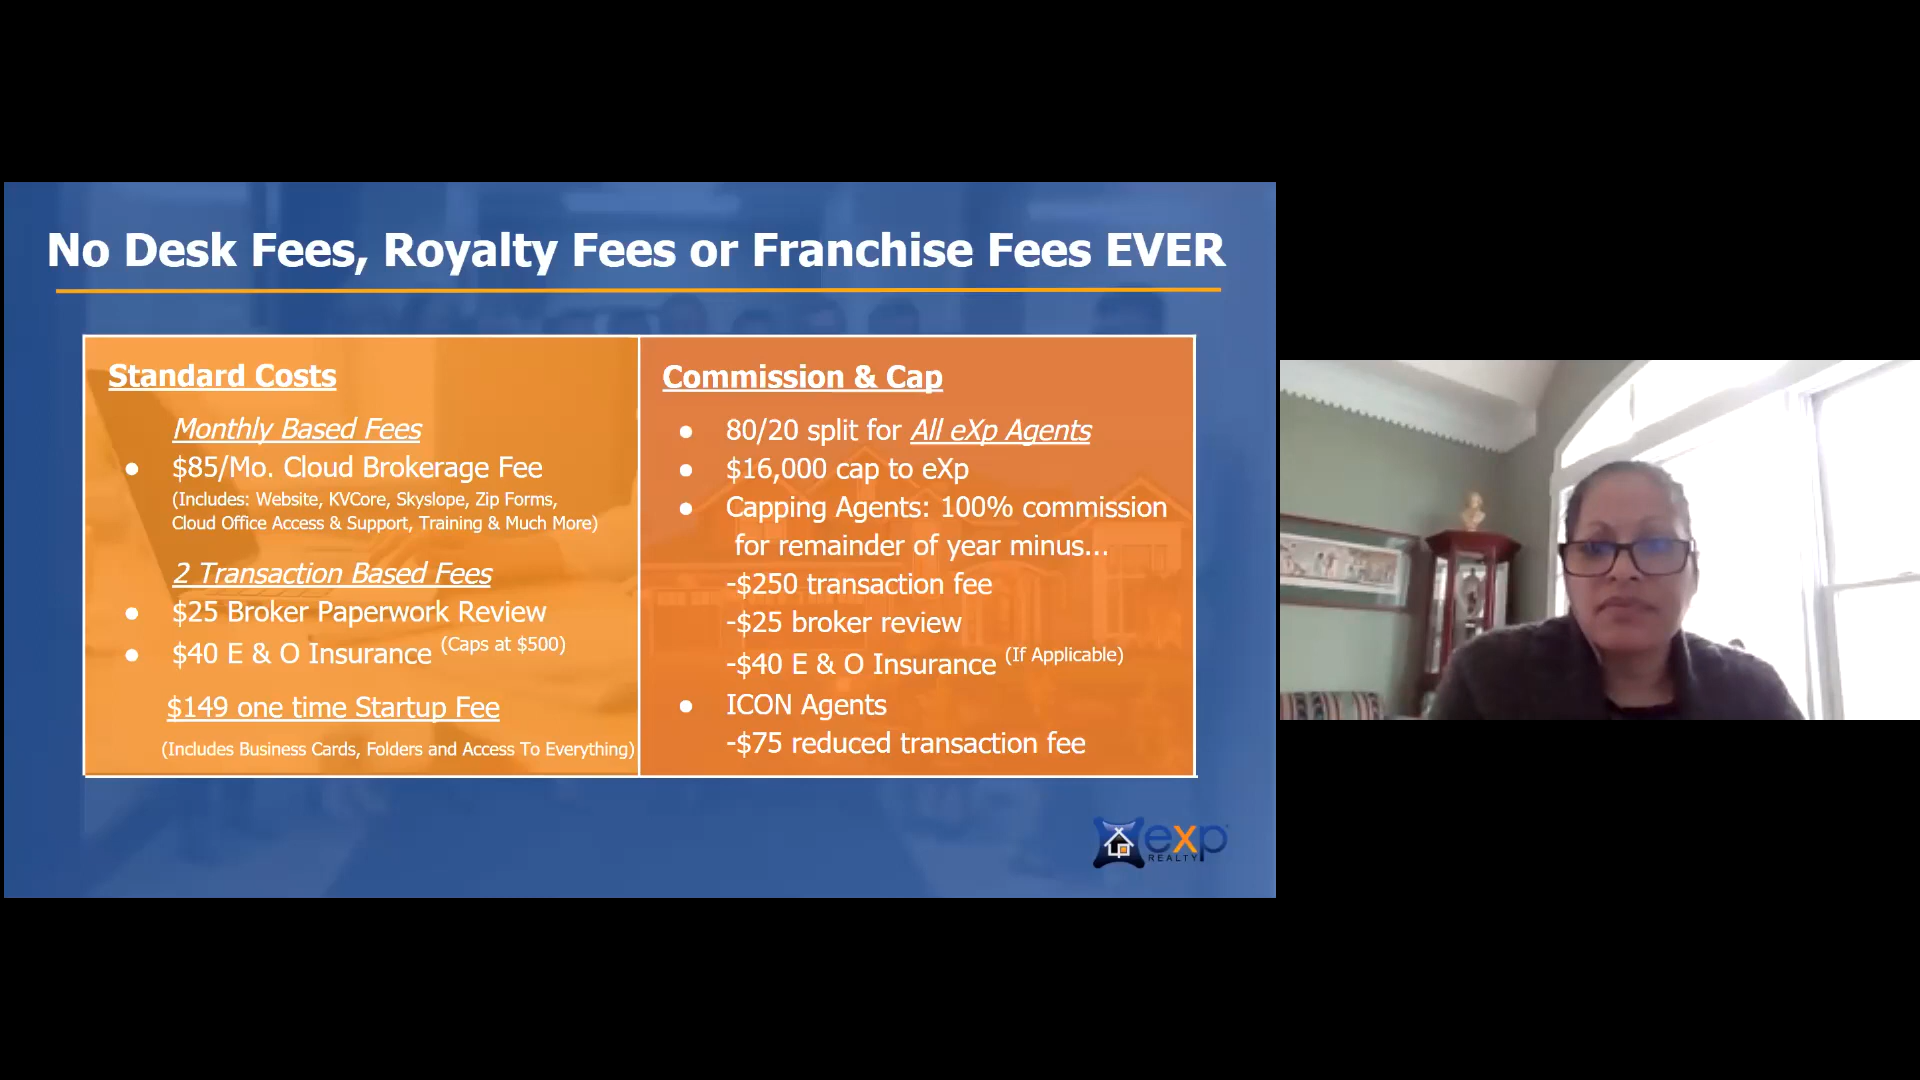 No Desk Fees, Royalty Fees or Franchise Fees EVER
Standard Costs
Monthly Based Fees
● $85/Mo. Cloud Brokerage Fee
(Includes: Website, KVCore, Skyslope, Zip Forms,
Cloud Office Access & Support, Training & Much More)
2 Transaction Based Fees
● $25 Broker Paperwork Review
● $40 E & O Insurance (Caps at $500)
$149 one time Startup Fee
(Includes Business Cards, Folders and Access To Everything)
Commission & Cap
● 80/20 split for All eXp Agents
● $16,000 cap to eXp
● Capping Agents: 100% commission
for remainder of year minus...
-$250 transaction fee
-$25 broker review
-$40 E & O Insurance (If Applicable)
● ICON Agents
-$75 reduced transaction fee
eXp
REALTY